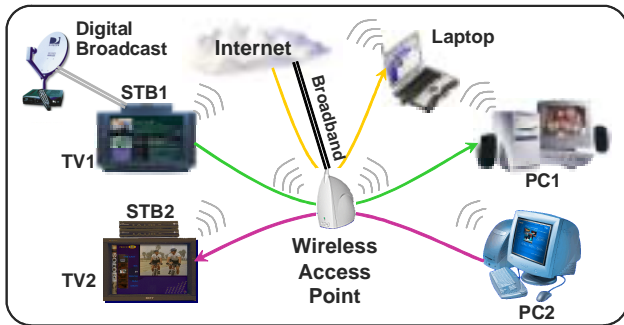 Digital
Broadcast
Internet
Laptop
STB1
Broadband
TV1
PC1
STB2
Wireless
Access
Point
TV2
PC2